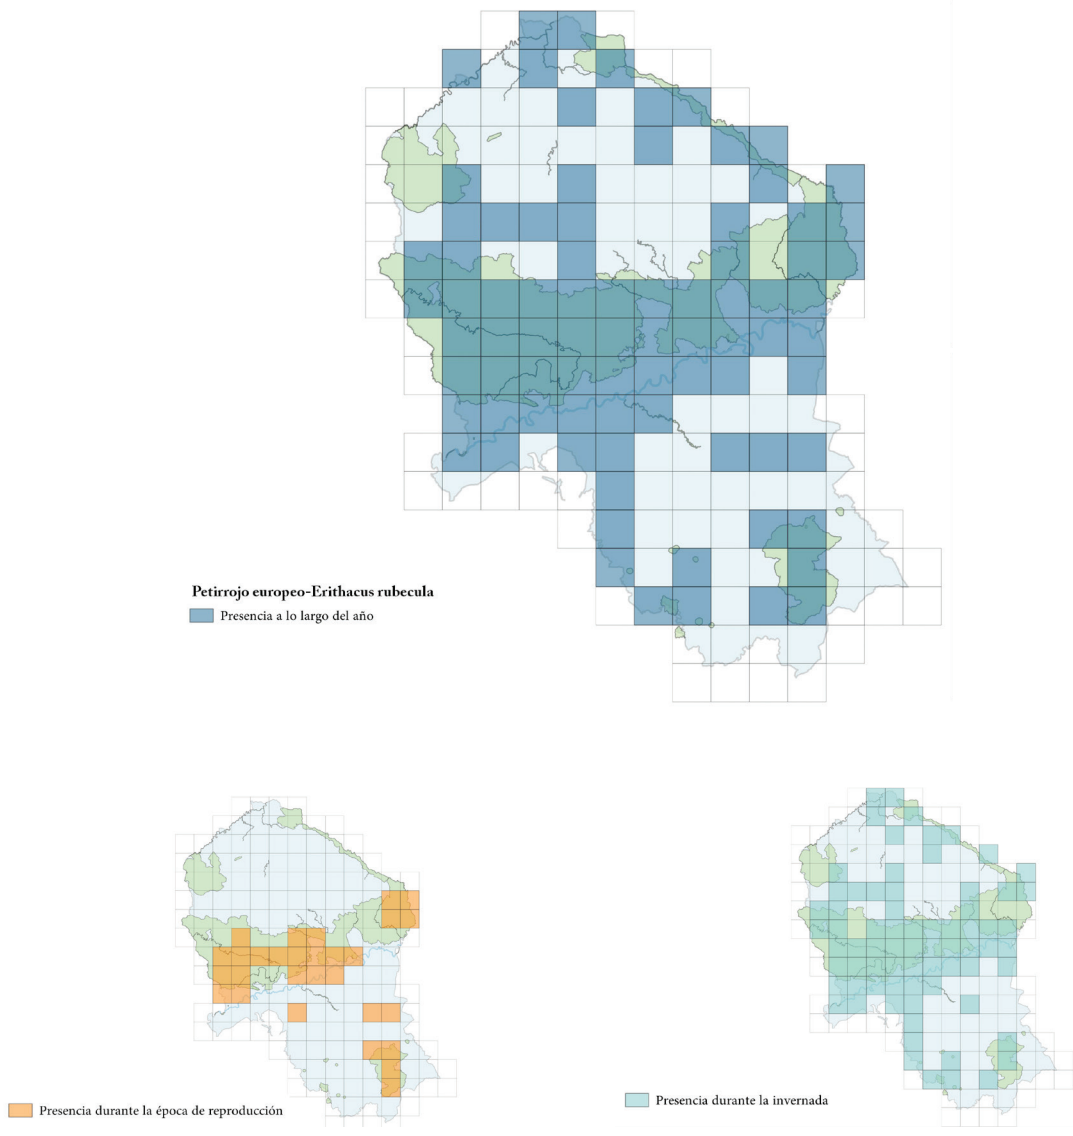 Petirrojo europeo-Erithacus rubecula
Presencia a lo largo del año
Presencia durante la época de reproducción
Presencia durante la invernada